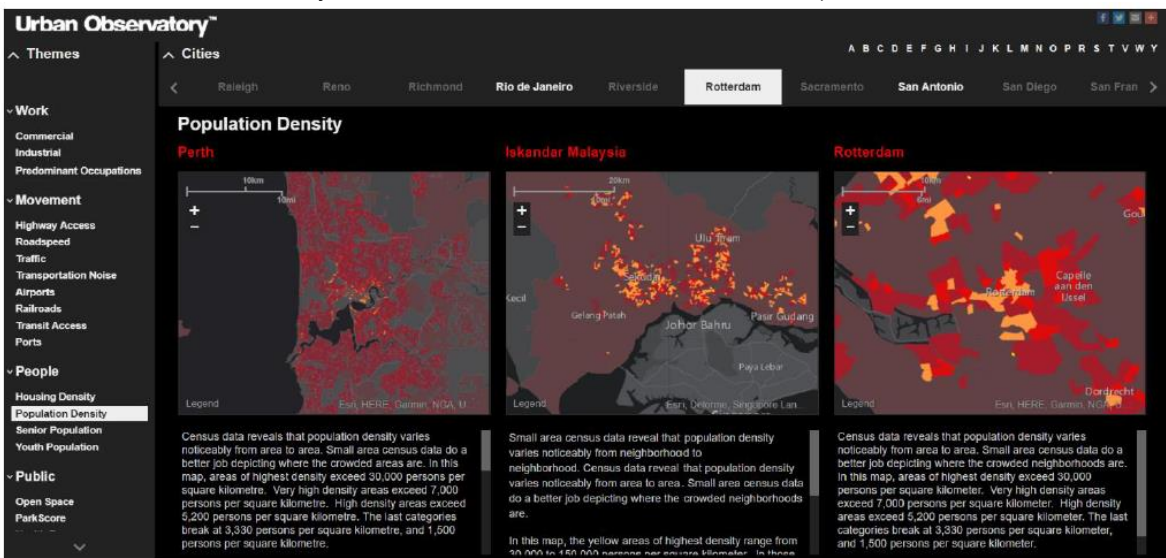 Urban Observatory™
Themes
Cities
A B C D E F G H I J K L M N O P R S T V W Y
Raleigh Reno Richmond Rio de Janeiro Riverside Rotterdam Sacramento San Antonio San Diego San Fran
Work
Commercial
Industrial
Predominant Occupations
Movement
Highway Access
Roadspeed
Traffic
Transportation Noise
Airports
Railroads
Transit Access
Ports
People
Housing Density
Population Density
Senior Population
Youth Population
Public
Open Space
ParkScore
Population Density
Perth
10km
10mi
+
−
Legend
Esri, HERE, Garmin, NGA, U...
Census data reveals that population density varies
noticeably from area to area. Small area census data do a
better job depicting where the crowded areas are. In this
map, areas of highest density exceed 30,000 persons per
square kilometre. Very high density areas exceed 7,000
persons per square kilometre. High density areas exceed
5,200 persons per square kilometre. The last categories
break at 3,330 persons per square kilometre, and 1,500
persons per square kilometre.
Iskandar Malaysia
20km
+
−
Ulu Tiram
Sekudai
Kecil
Gelang Patah
Johor Bahru
Pasir Gudang
Paya Lebar
Legend
Esri, Delorme, Singapore Lan...
Small area census data reveal that population density
varies noticeably from neighborhood to
neighborhood. Census data reveal that population density
varies noticeably from area to area. Small area census data
do a better job depicting where the crowded neighborhoods
are.
In this map, the yellow areas of highest density range from
30,000 to 150,000 persons per square kilometer. In those
Rotterdam
10km
6mi
+
−
Gou
Capelle
aan den
IJssel
Rotterdam
Dordrecht
Legend
Esri, HERE, Garmin, NGA, U...
Census data reveals that population density varies
noticeably from area to area. Small area census data do a
better job depicting where the crowded neighborhoods are.
In this map, areas of highest density exceed 30,000
persons per square kilometer. Very high density areas
exceed 7,000 persons per square kilometer. High density
areas exceed 5,200 persons per square kilometer. The last
categories break at 3,330 persons per square kilometer,
and 1,500 persons per square kilometer.